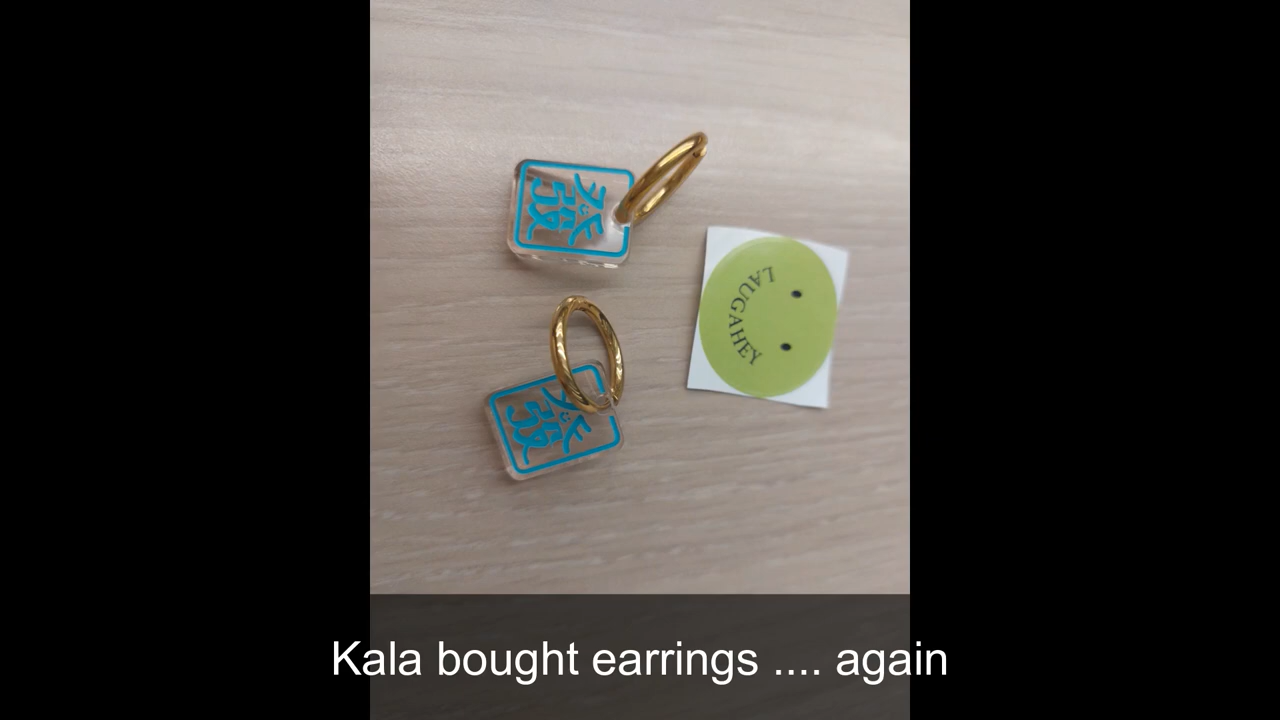 發
發
LAUGAHEY
Kala bought earrings .... again